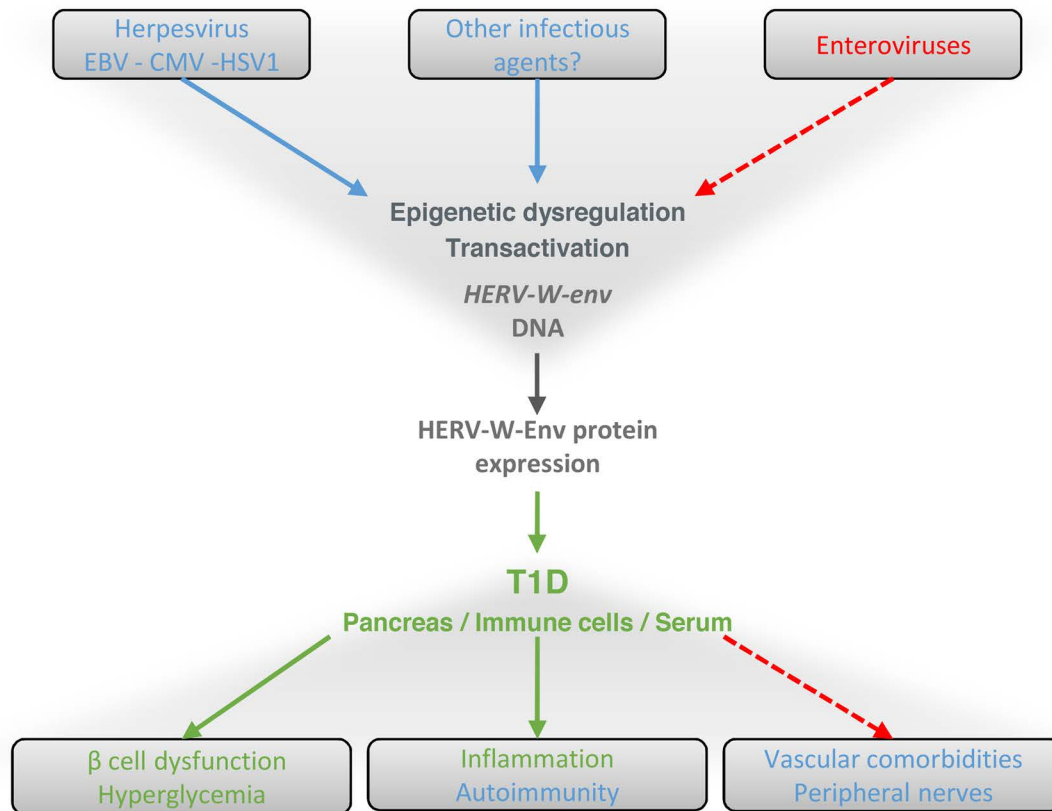 Herpesvirus
EBV - CMV -HSV1
Other infectious
agents?
Enteroviruses
Epigenetic dysregulation
Transactivation
HERV-W-env
DNA
HERV-W-Env protein
expression
T1D
Pancreas / Immune cells / Serum
β cell dysfunction
Hyperglycemia
Inflammation
Autoimmunity
Vascular comorbidities
Peripheral nerves